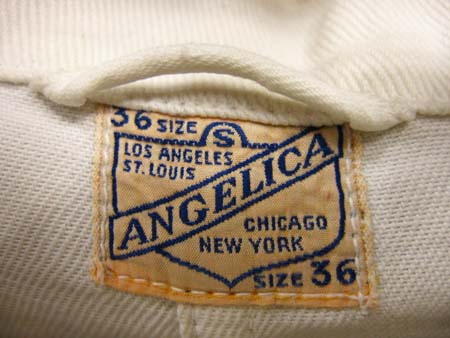 36 SIZE S
LOS ANGELES
ST. LOUIS
ANGELICA
CHICAGO
NEW YORK
SIZE 36